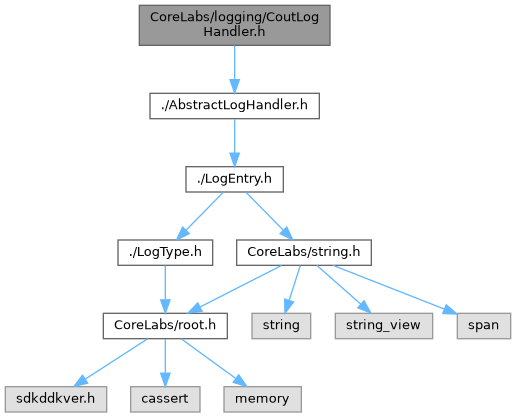 CoreLabs/logging/CoutLog
Handler.h
./AbstractLogHandler.h
./LogEntry.h
./LogType.h
CoreLabs/string.h
CoreLabs/root.h
string
string_view
span
sdkddkver.h
cassert
memory